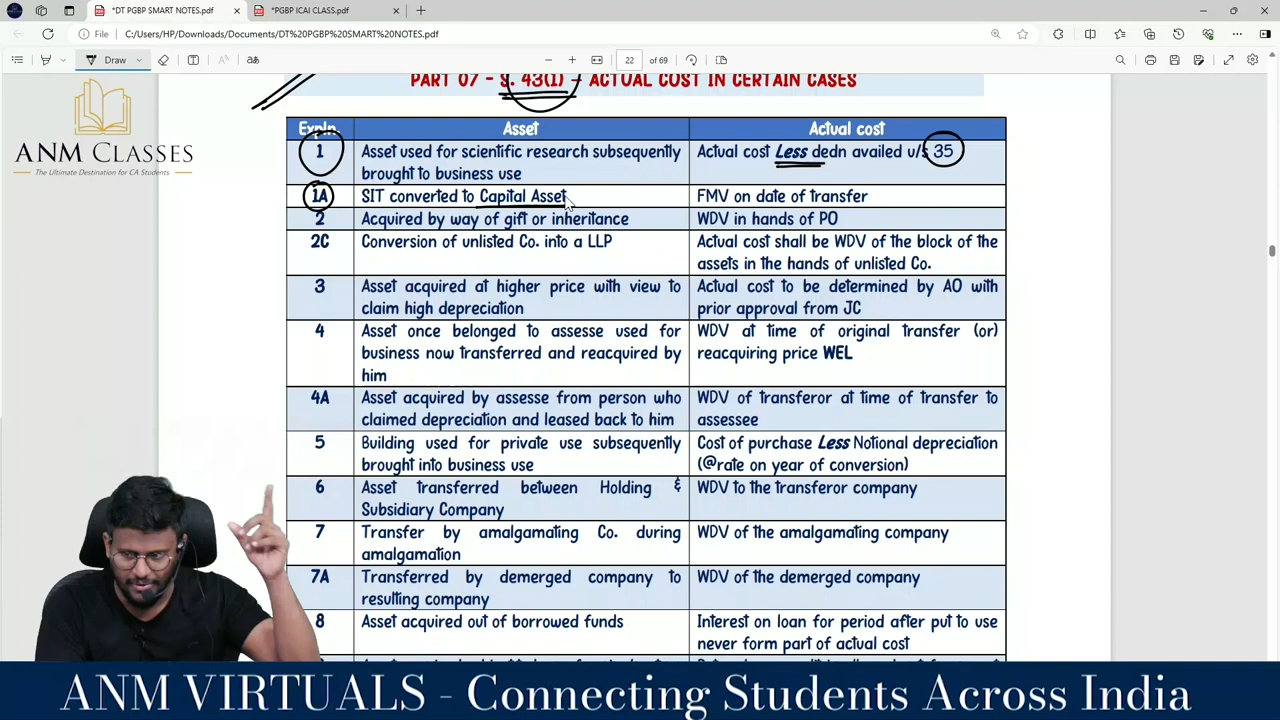 *DT PGBP SMART NOTES.pdf
*PGBP ICAI CLASS.pdf
File
C:/Users/HP/Downloads/Documents/DT%20PGBP%20SMART%20NOTES.pdf
Draw
22 of 69
PART 07 – S. 43(1) – ACTUAL COST IN CERTAIN CASES
ANM CLASSES
The Ultimate Destination for CA Students
Expln. Asset Actual cost
1 Asset used for scientific research subsequently brought to business use Actual cost Less dedn availed u/s 35
1A SIT converted to Capital Asset FMV on date of transfer
2 Acquired by way of gift or inheritance WDV in hands of PO
2C Conversion of unlisted Co. into a LLP Actual cost shall be WDV of the block of the assets in the hands of unlisted Co.
3 Asset acquired at higher price with view to claim high depreciation Actual cost to be determined by AO with prior approval from JC
4 Asset once belonged to assesse used for business now transferred and reacquired by him WDV at time of original transfer (or) reacquiring price WEL
4A Asset acquired by assesse from person who claimed depreciation and leased back to him WDV of transferor at time of transfer to assessee
5 Building used for private use subsequently brought into business use Cost of purchase Less Notional depreciation (@rate on year of conversion)
6 Asset transferred between Holding & Subsidiary Company WDV to the transferor company
7 Transfer by amalgamating Co. during amalgamation WDV of the amalgamating company
7A Transferred by demerged company to resulting company WDV of the demerged company
8 Asset acquired out of borrowed funds Interest on loan for period after put to use never form part of actual cost
ANM VIRTUALS - Connecting Students Across India